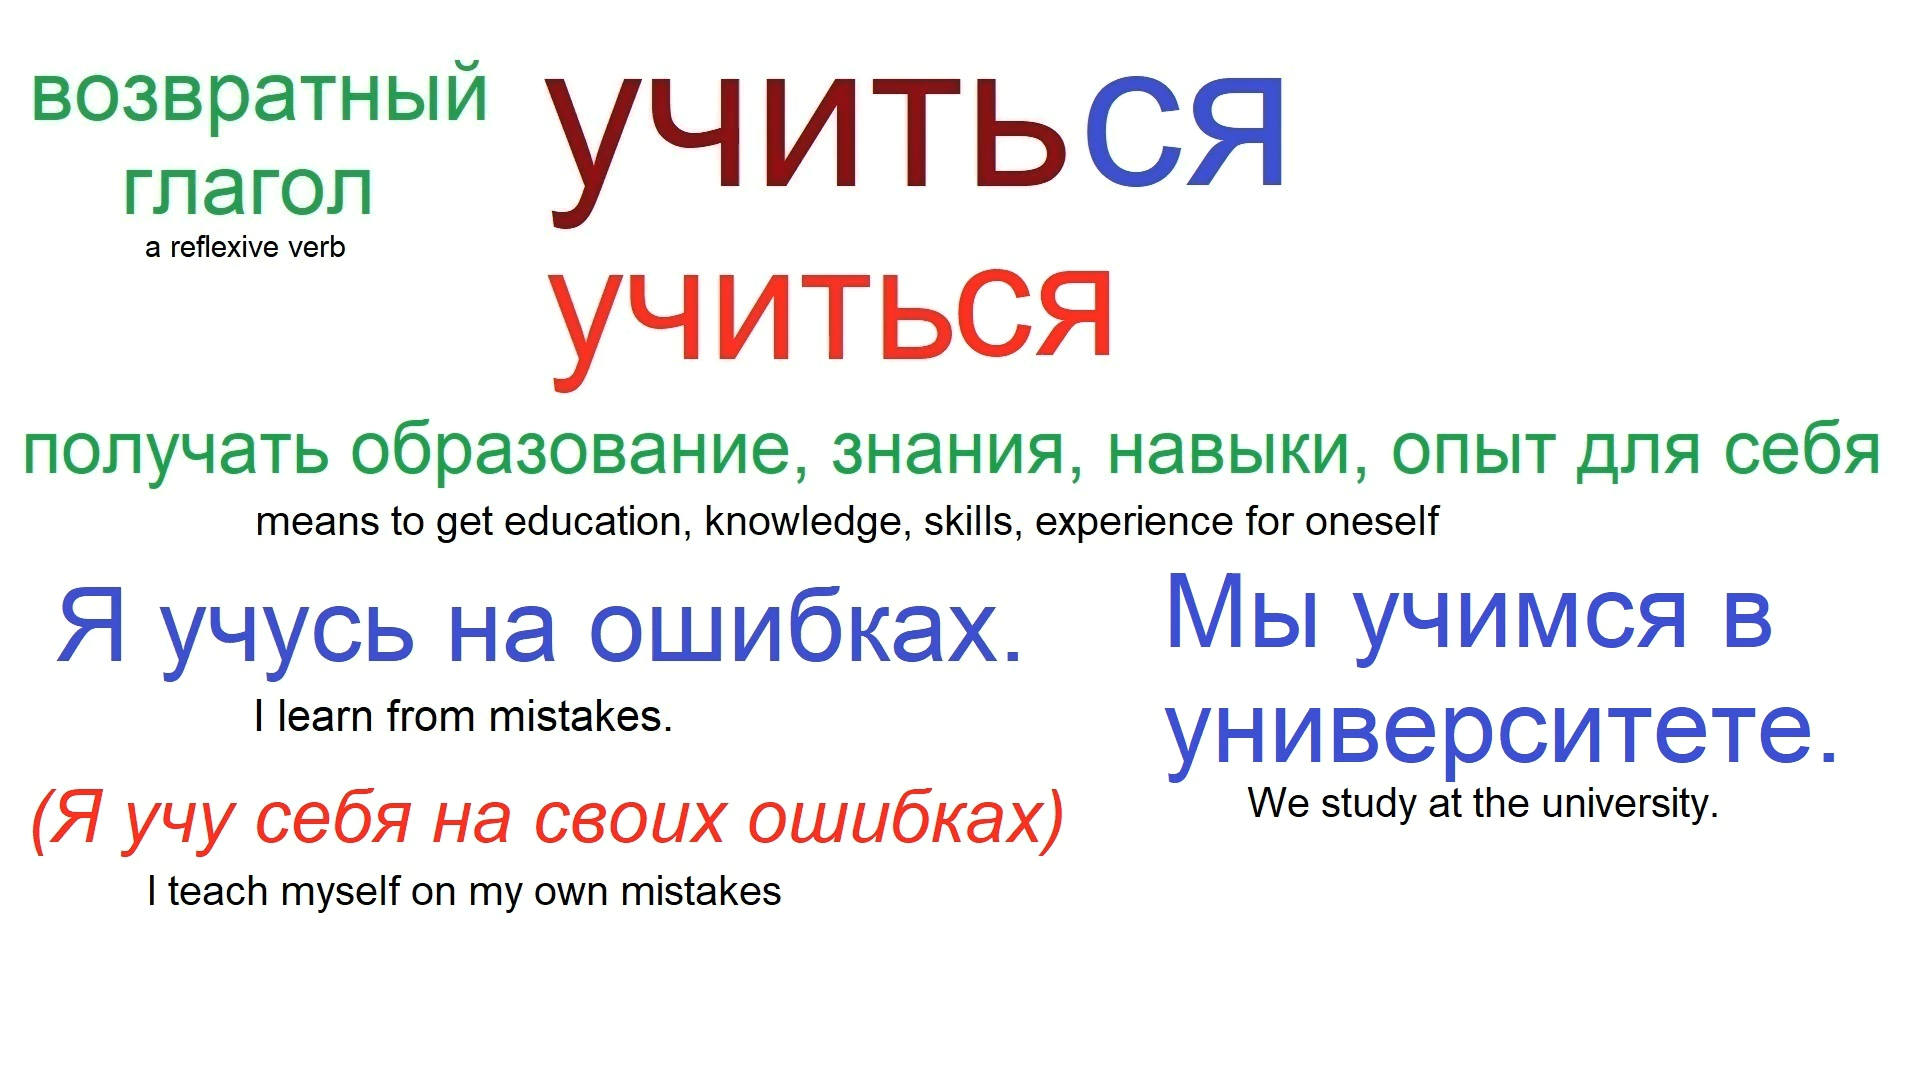 возвратный
глагол
a reflexive verb
учиться
учиться
получать образование, знания, навыки, опыт для себя
means to get education, knowledge, skills, experience for oneself
Я учусь на ошибках.
I learn from mistakes.
(Я учу себя на своих ошибках)
I teach myself on my own mistakes
Мы учимся в
университете.
We study at the university.